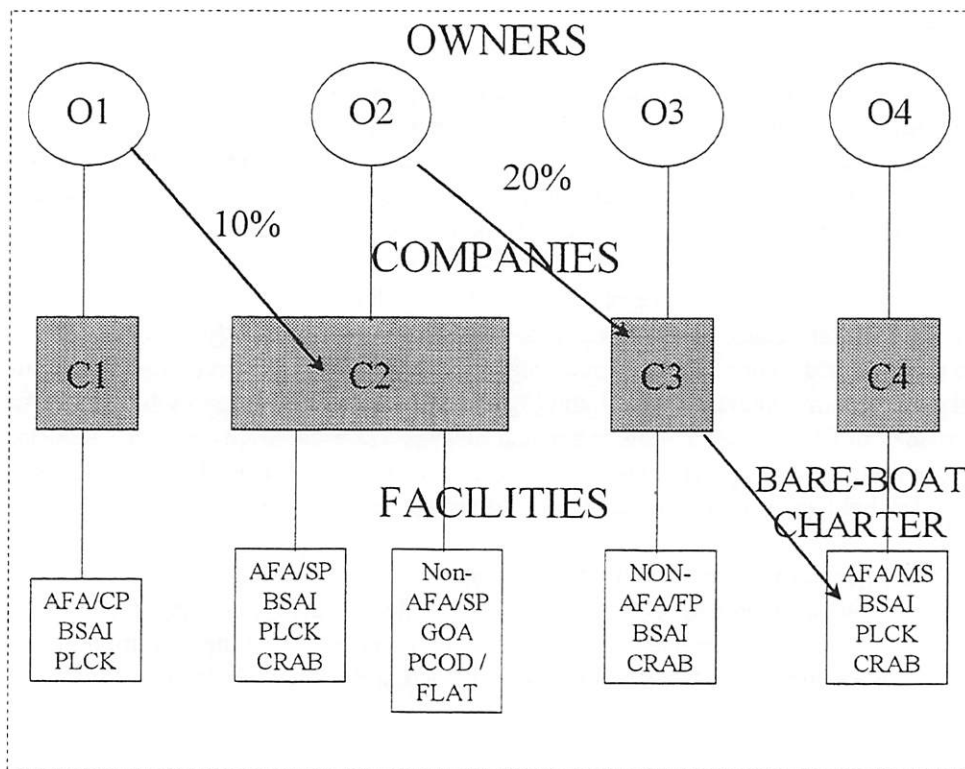 OWNERS
O1
O2
O3
O4
10%
20%
COMPANIES
C1
C2
C3
C4
FACILITIES
BARE-BOAT
CHARTER
AFA/CP
BSAI
PLCK
AFA/SP
BSAI
PLCK
CRAB
Non-
AFA/SP
GOA
PCOD /
FLAT
NON-
AFA/FP
BSAI
CRAB
AFA/MS
BSAI
PLCK
CRAB